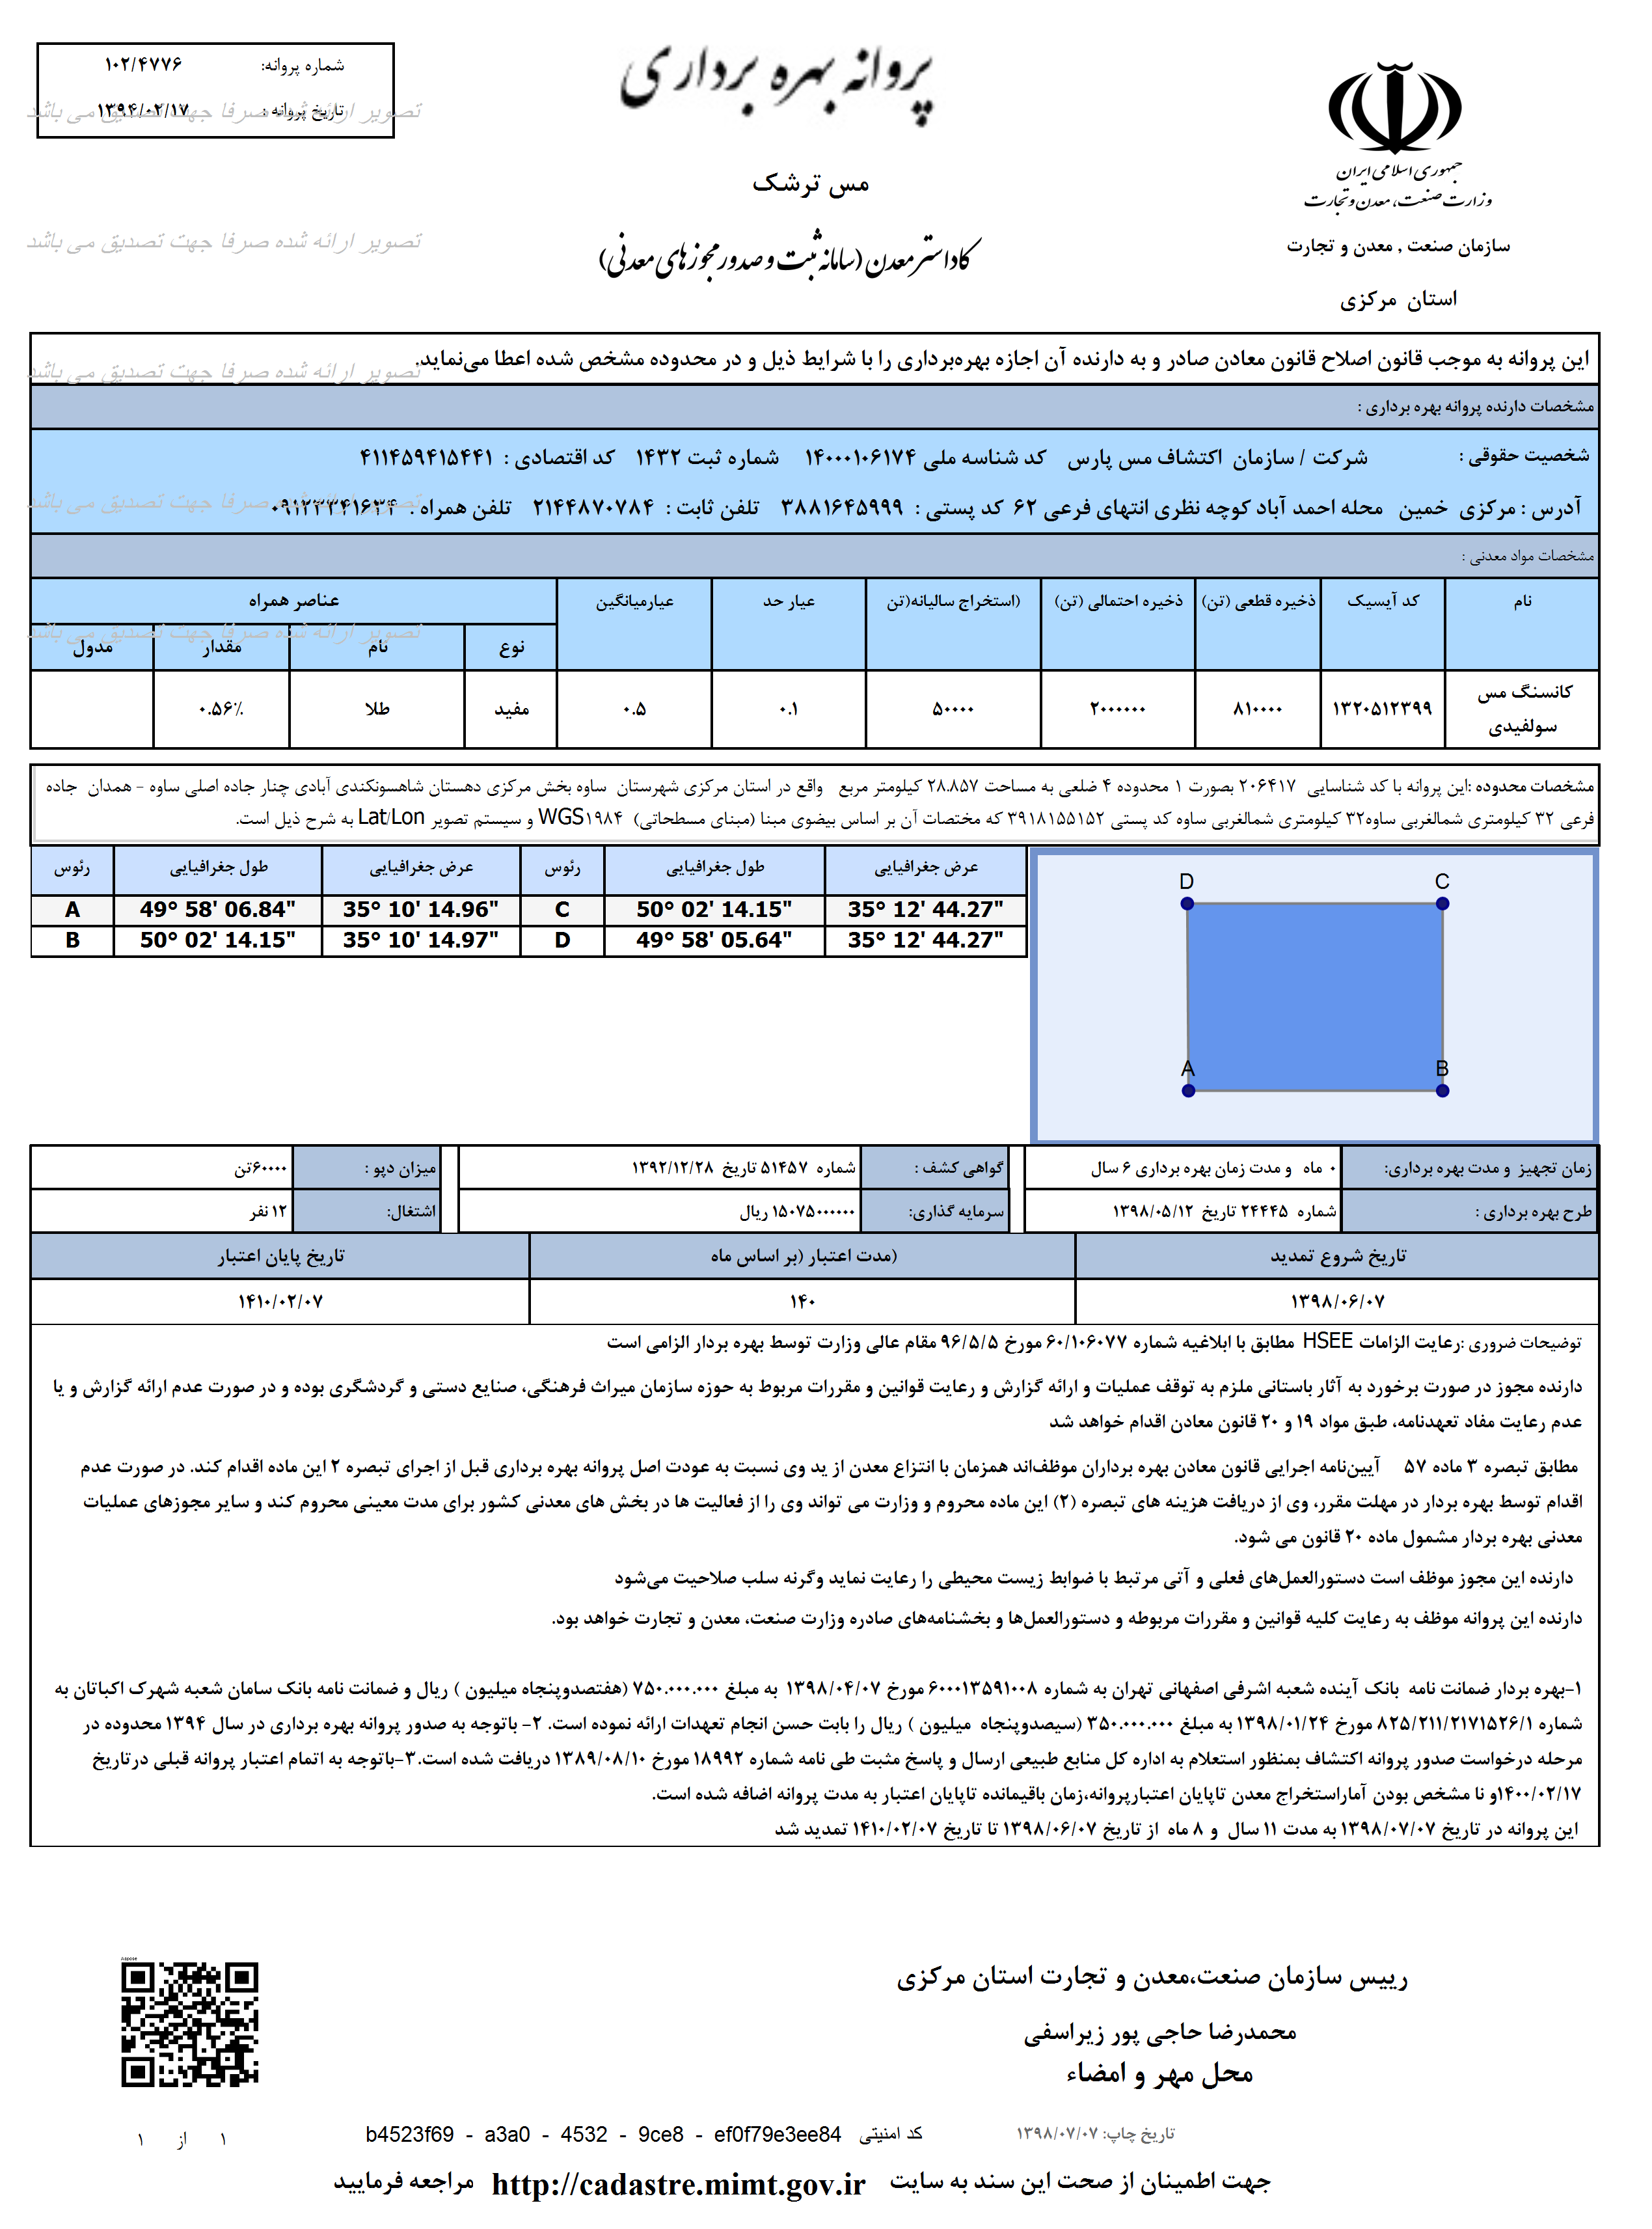 شماره پروانه: ۱۰۲/۴۷۷۶
تاریخ پروانه : ۱۳۹۴/۰۲/۱۷
پروانه بهره برداری
مس ترشک
کاداستر معدن (سامانه ثبت و صدور مجوزهای معدنی)
جمهوری اسلامی ایران
وزارت صنعت، معدن و تجارت
سازمان صنعت , معدن و تجارت
استان مرکزی
تصویر ارائه شده صرفا جهت تصدیق می باشد
تصویر ارائه شده صرفا جهت تصدیق می باشد
تصویر ارائه شده صرفا جهت تصدیق می باشد
تصویر ارائه شده صرفا جهت تصدیق می باشد
تصویر ارائه شده صرفا جهت تصدیق می باشد
این پروانه به موجب قانون اصلاح قانون معادن صادر و به دارنده آن اجازه بهره‌برداری را با شرایط ذیل و در محدوده مشخص شده اعطا می‌نماید.
مشخصات دارنده پروانه بهره برداری :
شخصیت حقوقی : شرکت / سازمان اکتشاف مس پارس کد شناسه ملی ۱۴۰۰۰۱۰۶۱۷۴ شماره ثبت ۱۴۳۲ کد اقتصادی : ۴۱۱۴۵۹۴۱۵۴۴۱
آدرس : مرکزی خمین محله احمد آباد کوچه نظری انتهای فرعی ۶۲ کد پستی : ۳۸۸۱۶۴۵۹۹۹ تلفن ثابت : ۲۱۴۴۸۷۰۷۸۴ تلفن همراه :
مشخصات مواد معدنی :
نام کد آیسیک ذخیره قطعی (تن) ذخیره احتمالی (تن) (استخراج سالیانه(تن عیار حد عیارمیانگین عناصر همراه
نوع نام مقدار مدول
کانسنگ مس سولفیدی ۱۳۲۰۵۱۲۳۹۹ ۸۱۰۰۰۰ ۲۰۰۰۰۰۰ ۵۰۰۰۰ ۰.۱ ۰.۵ مفید طلا ۰.۵۶%
مشخصات محدوده :این پروانه با کد شناسایی ۲۰۶۴۱۷ بصورت ۱ محدوده ۴ ضلعی به مساحت ۲۸.۸۵۷ کیلومتر مربع واقع در استان مرکزی شهرستان ساوه بخش مرکزی دهستان شاهسونکندی آبادی چنار جاده اصلی ساوه - همدان جاده
فرعی ۳۲ کیلومتری شمالغربی ساوه۳۲ کیلومتری شمالغربی ساوه کد پستی ۳۹۱۸۱۵۵۱۵۲ که مختصات آن بر اساس بیضوی مبنا (مبنای مسطحاتی) WGS۱۹۸۴ و سیستم تصویر Lat/Lon به شرح ذیل است.
رئوس طول جغرافیایی عرض جغرافیایی رئوس طول جغرافیایی عرض جغرافیایی
A 49° 58' 06.84" 35° 10' 14.96" C 50° 02' 14.15" 35° 12' 44.27"
B 50° 02' 14.15" 35° 10' 14.97" D 49° 58' 05.64" 35° 12' 44.27"
D C
A B
زمان تجهیز و مدت بهره برداری: ۰ ماه و مدت زمان بهره برداری ۶ سال گواهی کشف : شماره ۵۱۴۵۷ تاریخ ۱۳۹۲/۱۲/۲۸ میزان دپو : ۶۰۰۰۰تن
طرح بهره برداری : شماره ۲۴۴۴۵ تاریخ ۱۳۹۸/۰۵/۱۲ سرمایه گذاری: ۱۵۰۷۵۰۰۰۰۰۰ ریال اشتغال: ۱۲ نفر
تاریخ شروع تمدید (مدت اعتبار (بر اساس ماه تاریخ پایان اعتبار
۱۳۹۸/۰۶/۰۷ ۱۴۰ ۱۴۱۰/۰۲/۰۷
توضیحات ضروری :رعایت الزامات HSEE مطابق با ابلاغیه شماره ۶۰/۱۰۶۰۷۷ مورخ ۹۶/۵/۵ مقام عالی وزارت توسط بهره بردار الزامی است
دارنده مجوز در صورت برخورد به آثار باستانی ملزم به توقف عملیات و ارائه گزارش و رعایت قوانین و مقررات مربوط به حوزه سازمان میراث فرهنگی، صنایع دستی و گردشگری بوده و در صورت عدم ارائه گزارش و یا
عدم رعایت مفاد تعهدنامه، طبق مواد ۱۹ و ۲۰ قانون معادن اقدام خواهد شد
مطابق تبصره ۳ ماده ۵۷ آیین‌نامه اجرایی قانون معادن بهره برداران موظف‌اند همزمان با انتزاع معدن از ید وی نسبت به عودت اصل پروانه بهره برداری قبل از اجرای تبصره ۲ این ماده اقدام کند. در صورت عدم
اقدام توسط بهره بردار در مهلت مقرر، وی از دریافت هزینه های تبصره (۲) این ماده محروم و وزارت می تواند وی را از فعالیت ها در بخش های معدنی کشور برای مدت معینی محروم کند و سایر مجوزهای عملیات
معدنی بهره بردار مشمول ماده ۲۰ قانون می شود.
دارنده این مجوز موظف است دستورالعمل‌های فعلی و آتی مرتبط با ضوابط زیست محیطی را رعایت نماید وگرنه سلب صلاحیت می‌شود
دارنده این پروانه موظف به رعایت کلیه قوانین و مقررات مربوطه و دستورالعمل‌ها و بخشنامه‌های صادره وزارت صنعت، معدن و تجارت خواهد بود.
۱-بهره بردار ضمانت نامه بانک آینده شعبه اشرفی اصفهانی تهران به شماره ۶۰۰۰۱۳۵۹۱۰۰۸ مورخ ۱۳۹۸/۰۴/۰۷ به مبلغ ۷۵۰.۰۰۰.۰۰۰ (هفتصدوپنجاه میلیون ) ریال و ضمانت نامه بانک سامان شعبه شهرک اکباتان به
شماره ۸۲۵/۲۱۱/۲۱۷۱۵۲۶/۱ مورخ ۱۳۹۸/۰۱/۲۴ به مبلغ ۳۵۰.۰۰۰.۰۰۰ (سیصدوپنجاه میلیون ) ریال را بابت حسن انجام تعهدات ارائه نموده است. ۲- باتوجه به صدور پروانه بهره برداری در سال ۱۳۹۴ محدوده در
مرحله درخواست صدور پروانه اکتشاف بمنظور استعلام به اداره کل منابع طبیعی ارسال و پاسخ مثبت طی نامه شماره ۱۸۹۹۲ مورخ ۱۳۸۹/۰۸/۱۰ دریافت شده است.۳-باتوجه به اتمام اعتبار پروانه قبلی درتاریخ
۱۴۰۰/۰۲/۱۷و نا مشخص بودن آماراستخراج معدن تاپایان اعتبارپروانه،زمان باقیمانده تاپایان اعتبار به مدت پروانه اضافه شده است.
این پروانه در تاریخ ۱۳۹۸/۰۷/۰۷ به مدت ۱۱ سال و ۸ ماه از تاریخ ۱۳۹۸/۰۶/۰۷ تا تاریخ ۱۴۱۰/۰۲/۰۷ تمدید شد
رییس سازمان صنعت،معدن و تجارت استان مرکزی
محمدرضا حاجی پور زیراسفی
محل مهر و امضاء
تاریخ چاپ: ۱۳۹۸/۰۷/۰۷ کد امنیتی b4523f69 - a3a0 - 4532 - 9ce8 - ef0f79e3ee84
۱ از ۱
جهت اطمینان از صحت این سند به سایت http://cadastre.mimt.gov.ir مراجعه فرمایید